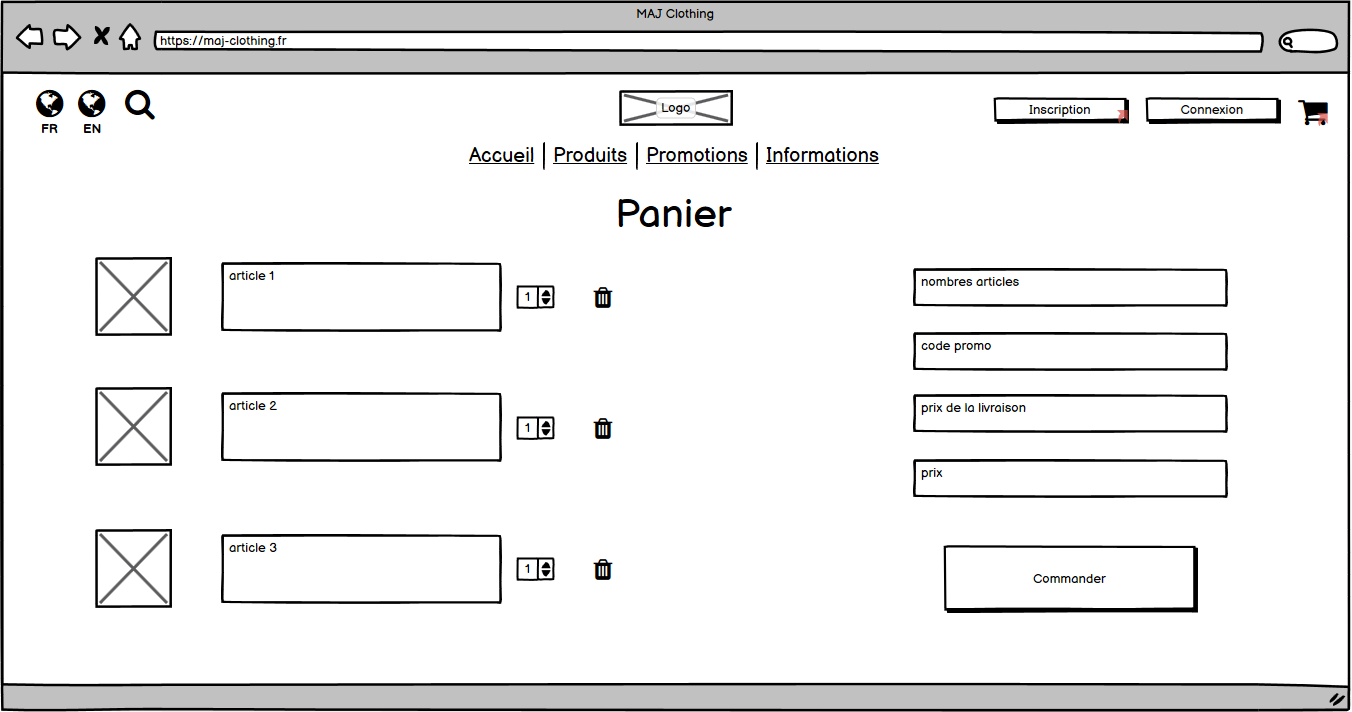 MAJ Clothing
https://maj-clothing.fr
FR
EN
Logo
Inscription
Connexion
Accueil
Produits
Promotions
Informations
Panier
article 1
1
article 2
1
article 3
1
nombres articles
code promo
prix de la livraison
prix
Commander